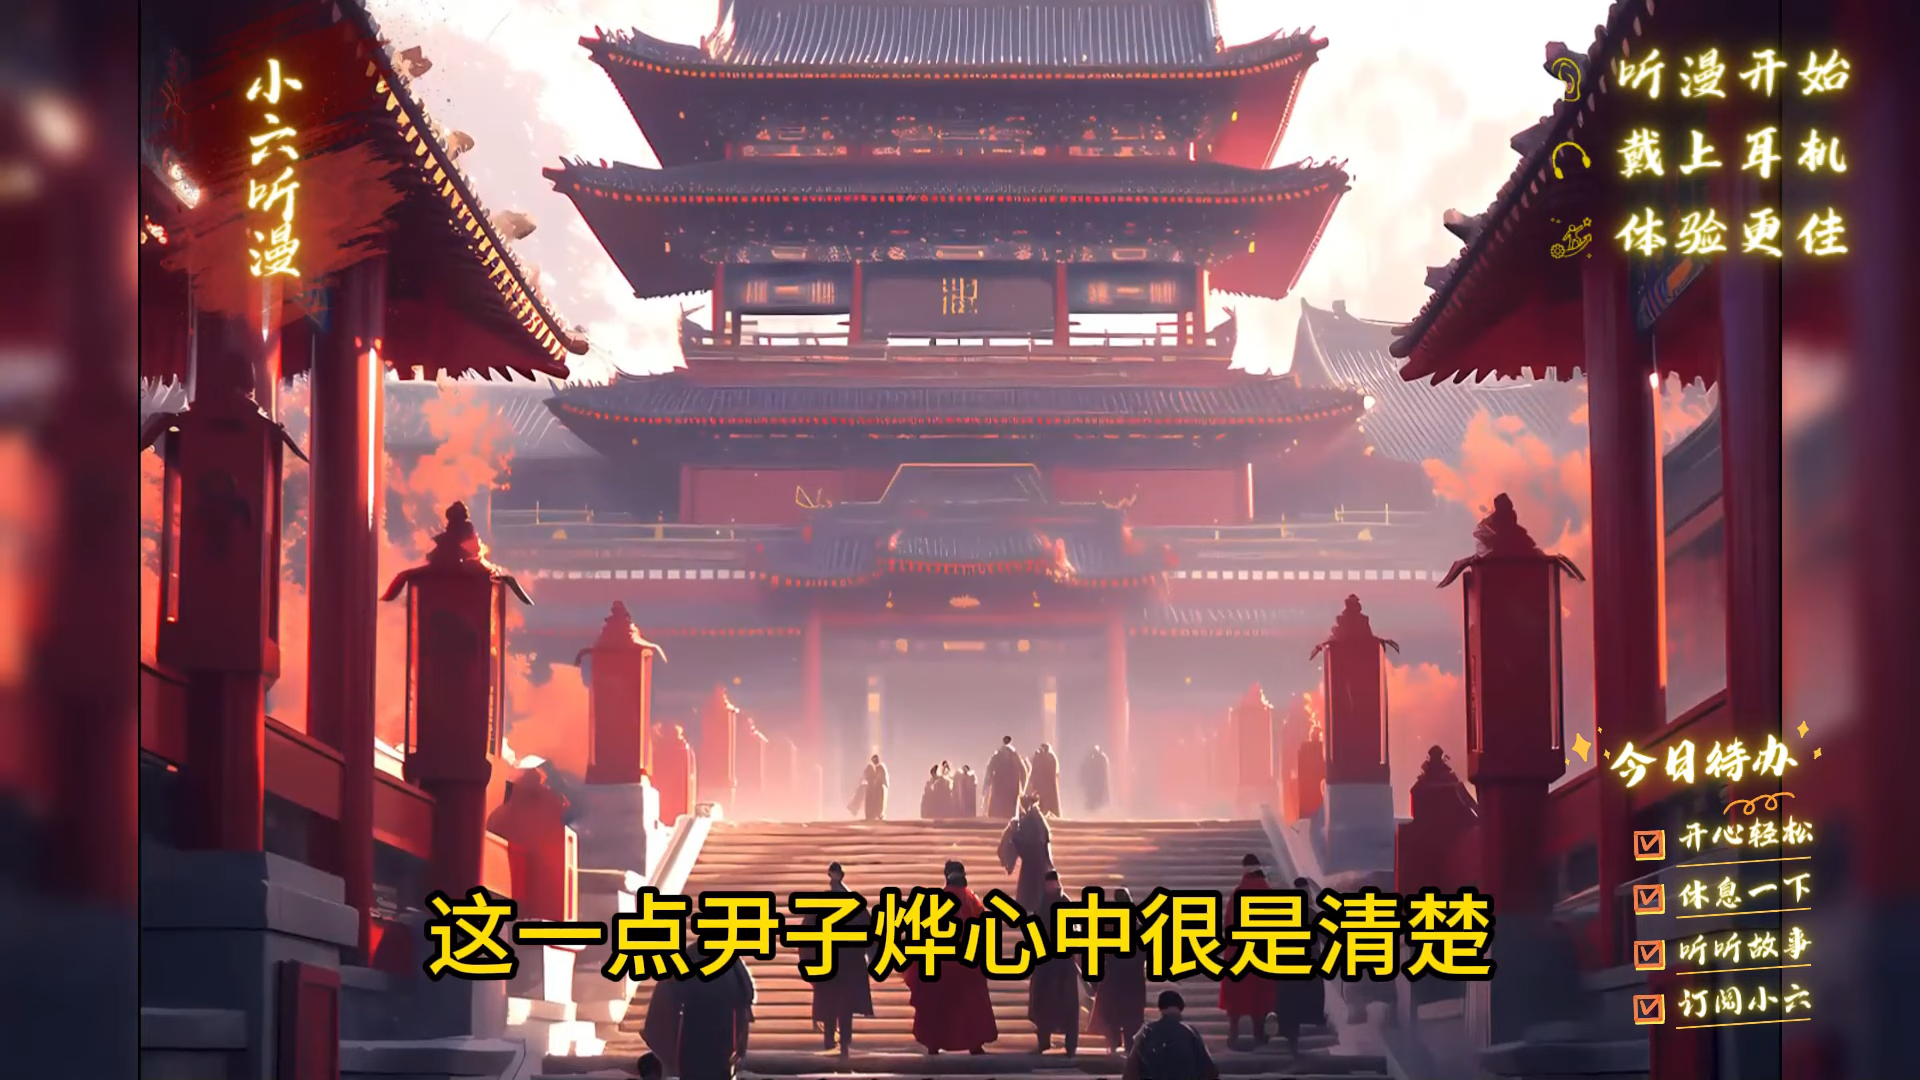 小六听漫
听漫开始
戴上耳机
体验更佳
今日待办
开心轻松
休息一下
听听故事
订阅小六
这一点尹子烨心中很是清楚